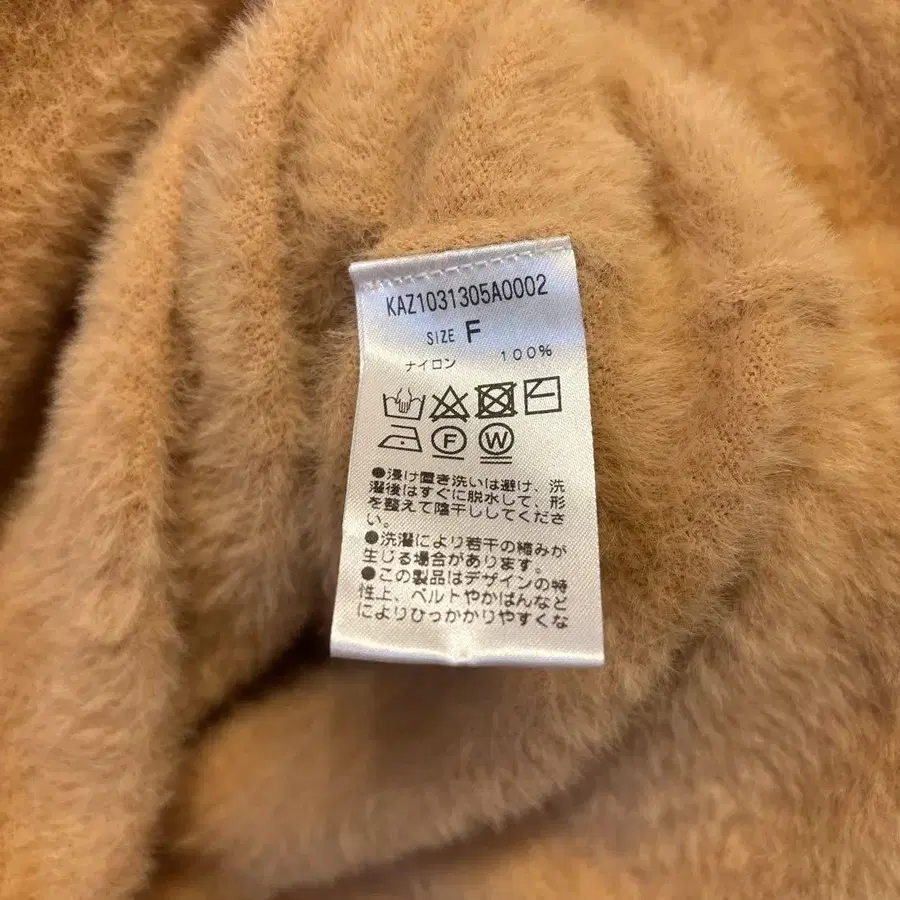 KAZ1031305A0002
SIZE F
ナイロン 100%
F W
●浸け置き洗いは避け、洗
濯後はすぐに脱水して、形
を整えて陰干ししてくださ
い。
●洗濯により若干の縮みが
生じる場合があります。
●この製品はデザインの特
性上、ベルトやかばんなど
によりひっかかりやすくな